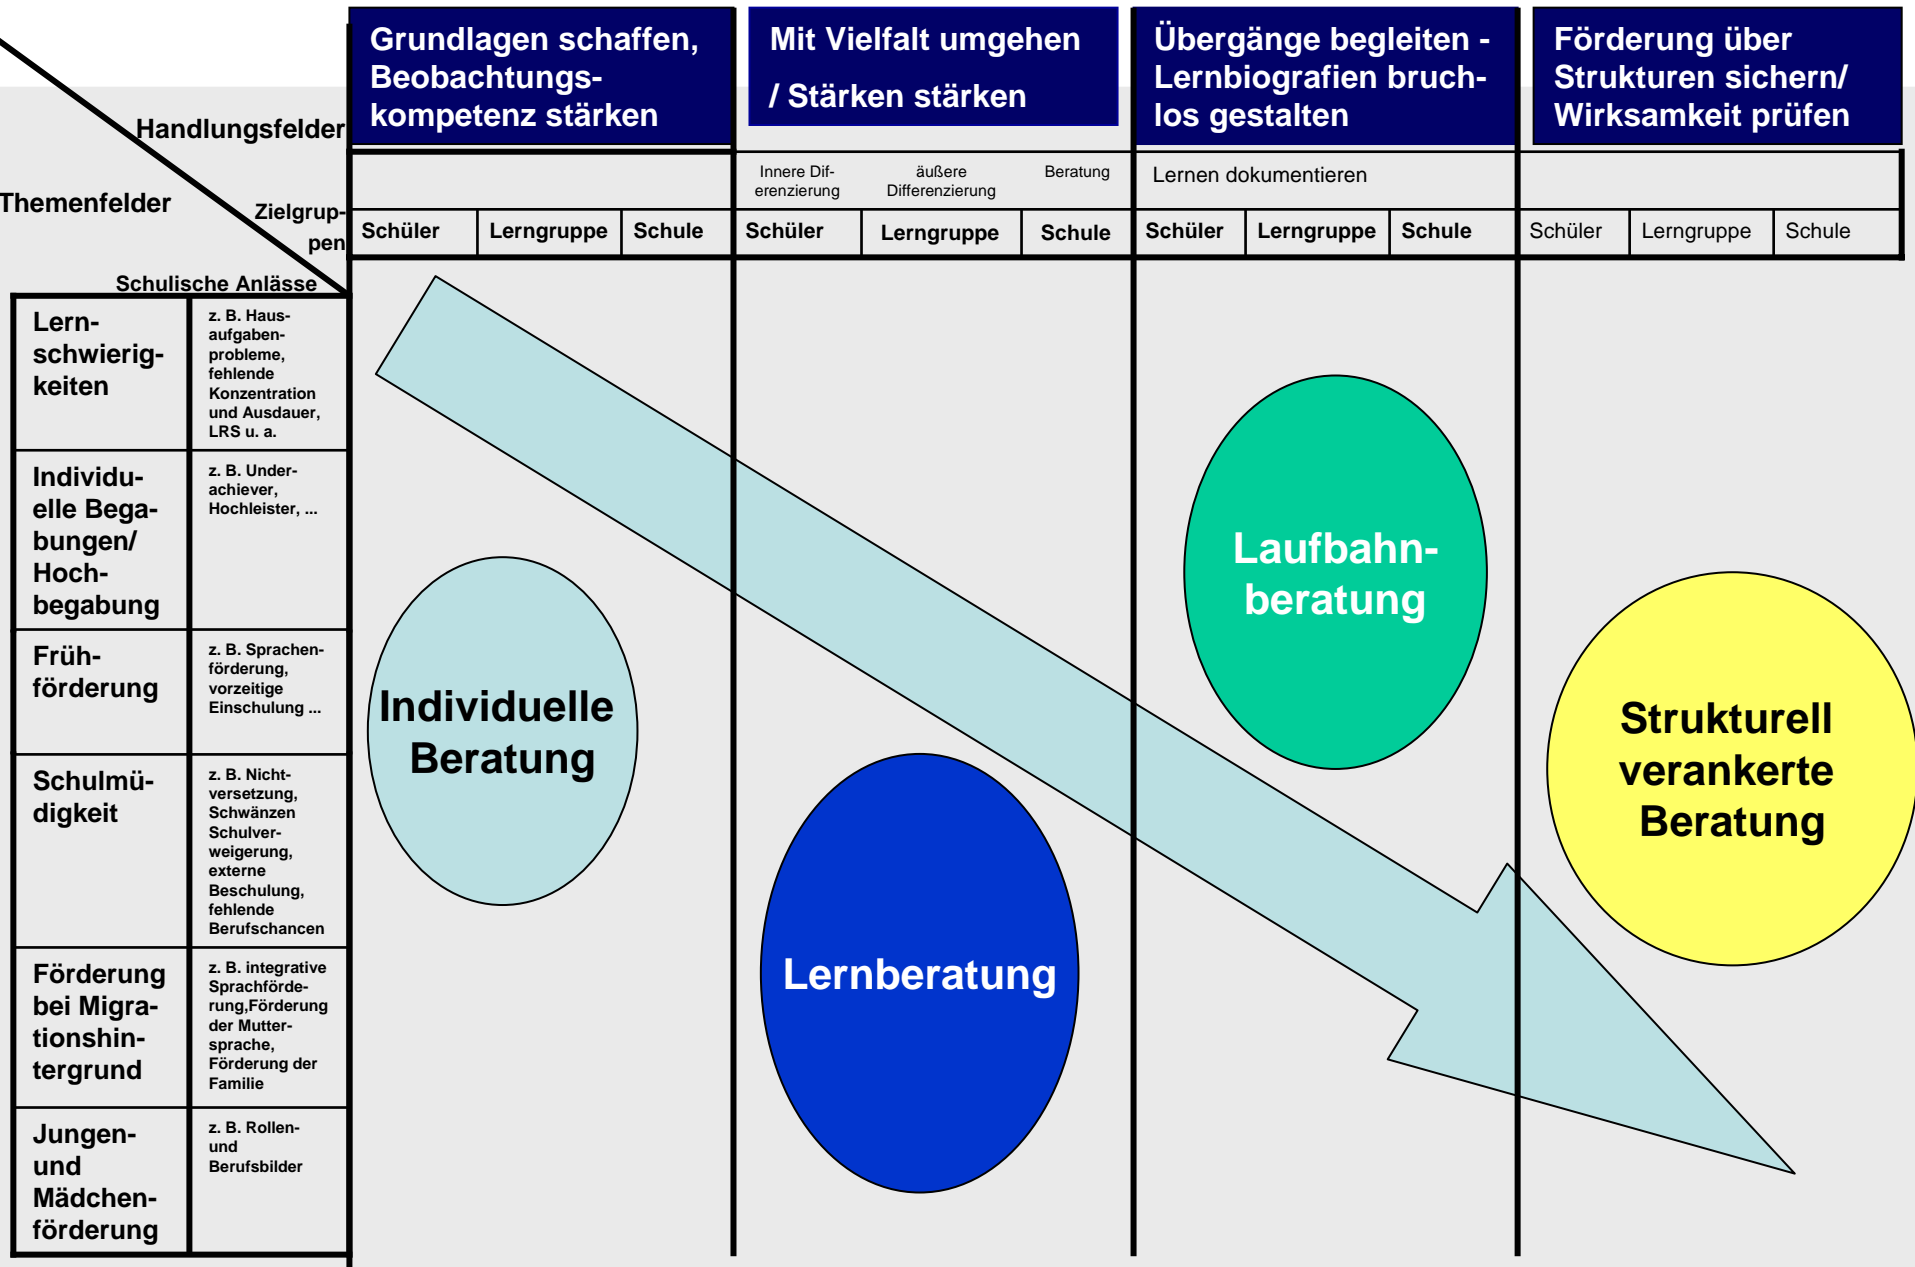 Grundlagen schaffen,
Beobachtungs-
kompetenz stärken
Mit Vielfalt umgehen
/ Stärken stärken
Übergänge begleiten -
Lernbiografien bruch-
los gestalten
Förderung über
Strukturen sichern/
Wirksamkeit prüfen
Handlungsfelder
Themenfelder
Zielgrup-
pen
Schulische Anlässe
Innere Dif-
erenzierung
äußere
Differenzierung
Beratung
Lernen dokumentieren
Schüler
Lerngruppe
Schule
Schüler
Lerngruppe
Schule
Schüler
Lerngruppe
Schule
Schüler
Lerngruppe
Schule
Lern-
schwierig-
keiten
z. B. Haus-
aufgaben-
probleme,
fehlende
Konzentration
und Ausdauer,
LRS u. a.
Individu-
elle Bega-
bungen/
Hoch-
begabung
z. B. Under-
achiever,
Hochleister, ...
Früh-
förderung
z. B. Sprachen-
förderung,
vorzeitige
Einschulung ...
Schulmü-
digkeit
z. B. Nicht-
versetzung,
Schwänzen
Schulver-
weigerung,
externe
Beschulung,
fehlende
Berufschancen
Förderung
bei Migra-
tionshin-
tergrund
z. B. integrative
Sprachförde-
rung,Förderung
der Mutter-
sprache,
Förderung der
Familie
Jungen-
und
Mädchen-
förderung
z. B. Rollen-
und
Berufsbilder
Individuelle
Beratung
Lernberatung
Laufbahn-
beratung
Strukturell
verankerte
Beratung